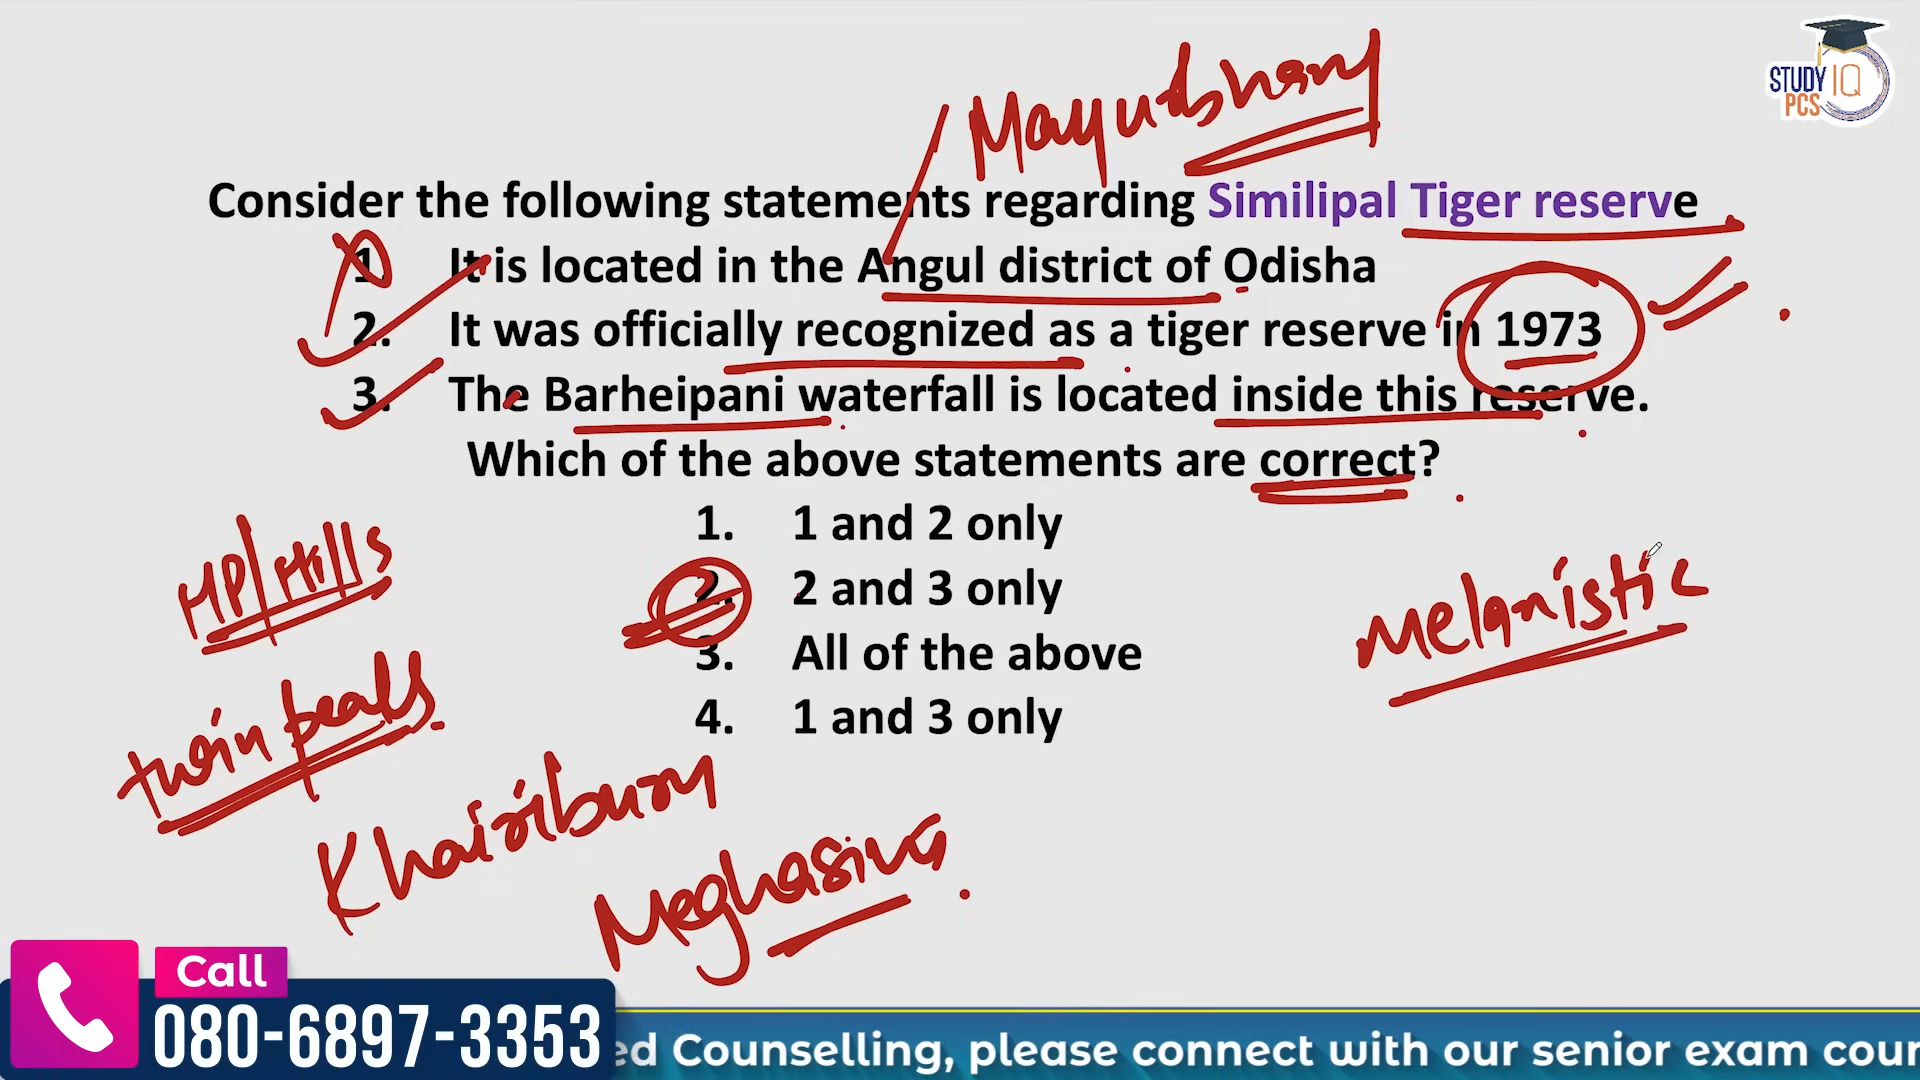 STUDY IQ
PCS
Mayurbhanj
Consider the following statements regarding Similipal Tiger reserve
1. It is located in the Angul district of Odisha
2. It was officially recognized as a tiger reserve in 1973
3. The Barheipani waterfall is located inside this reserve.
Which of the above statements are correct?
1. 1 and 2 only
2. 2 and 3 only
3. All of the above
4. 1 and 3 only
Hills
Melanistic
twin peaks
Khairiburu
Meghasini
Call
080-6897-3353
ed Counselling, please connect with our senior exam coun